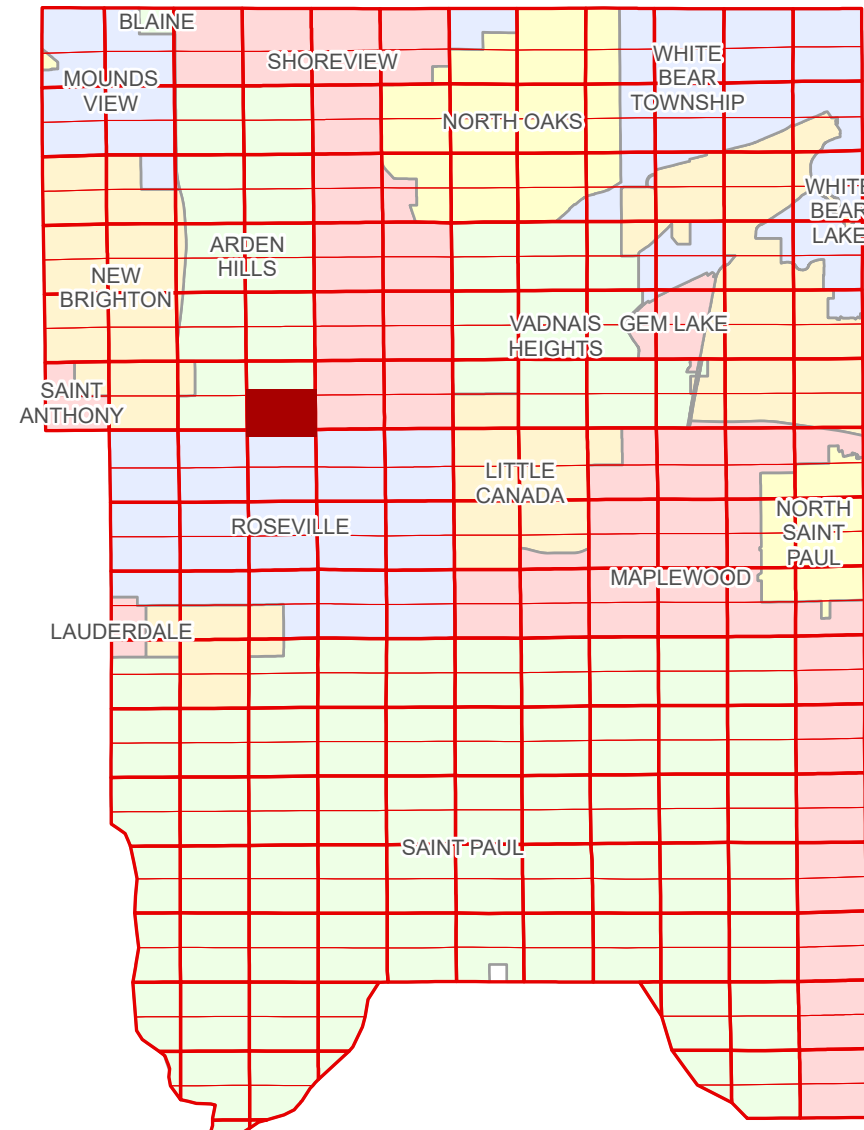 BLAINE
SHOREVIEW
WHITE
BEAR
TOWNSHIP
MOUNDS
VIEW
NORTH OAKS
WHITE
BEAR
LAKE
ARDEN
HILLS
NEW
BRIGHTON
VADNAIS
HEIGHTS
GEM LAKE
SAINT
ANTHONY
LITTLE
CANADA
NORTH
SAINT
PAUL
ROSEVILLE
MAPLEWOOD
LAUDERDALE
SAINT PAUL